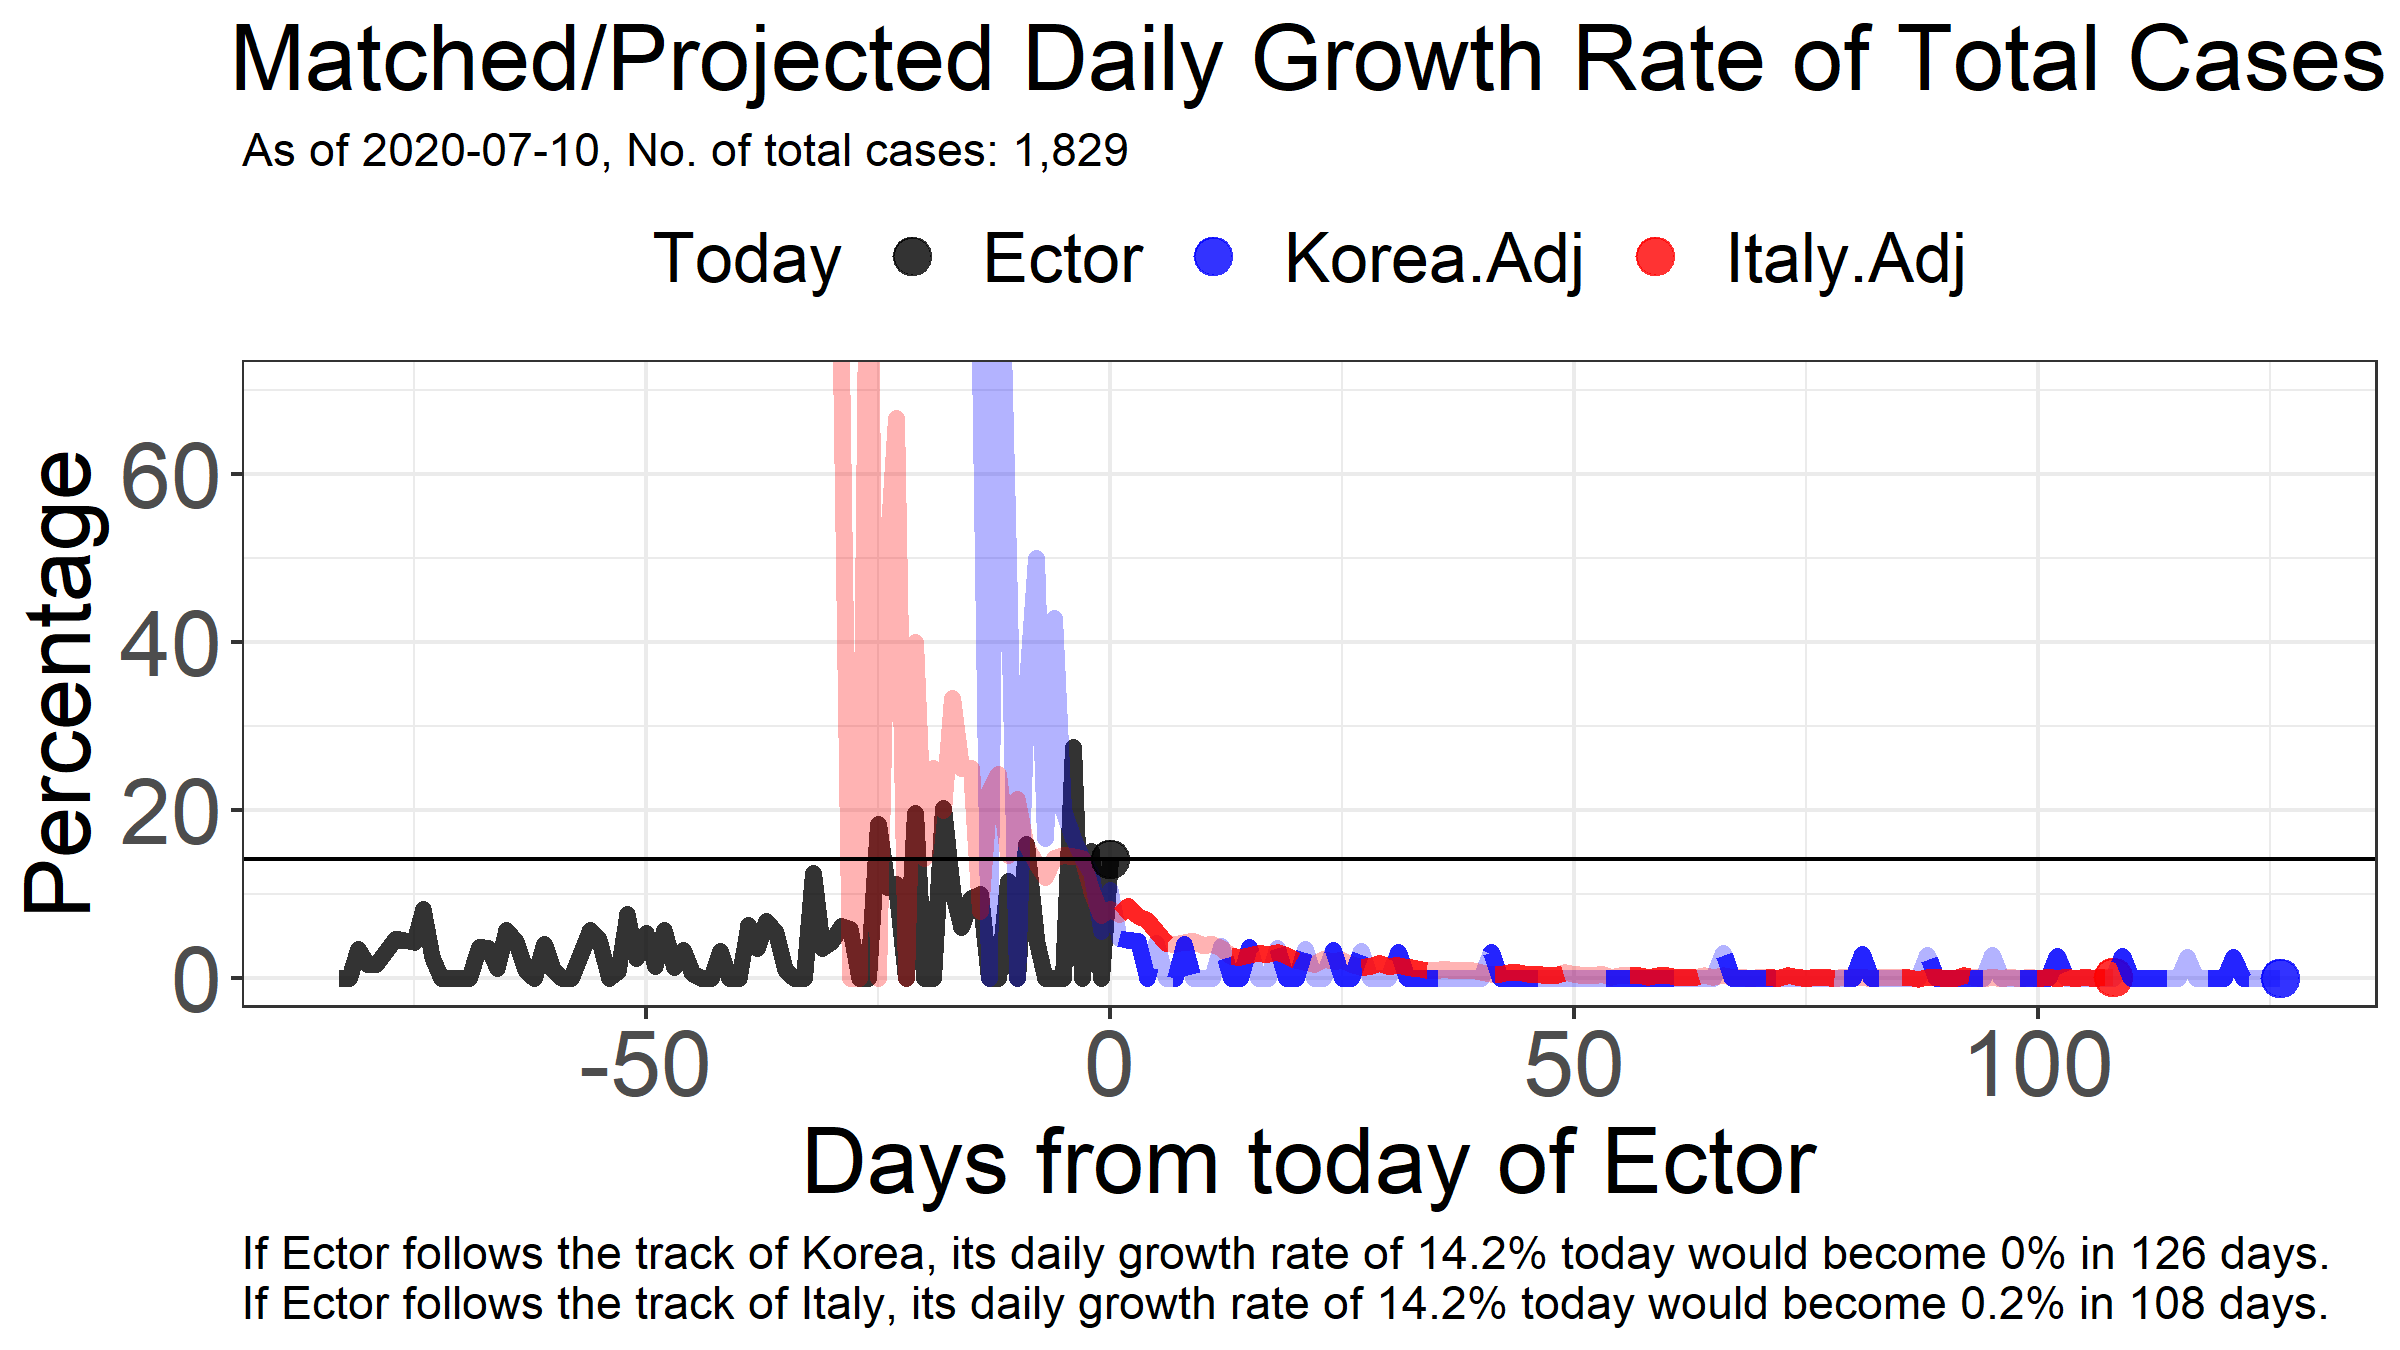 Matched/Projected Daily Growth Rate of Total Cases
As of 2020-07-10, No. of total cases: 1,829
Today Ector Korea.Adj Italy.Adj
Percentage
60
40
20
0
-50 0 50 100
Days from today of Ector
If Ector follows the track of Korea, its daily growth rate of 14.2% today would become 0% in 126 days.
If Ector follows the track of Italy, its daily growth rate of 14.2% today would become 0.2% in 108 days.